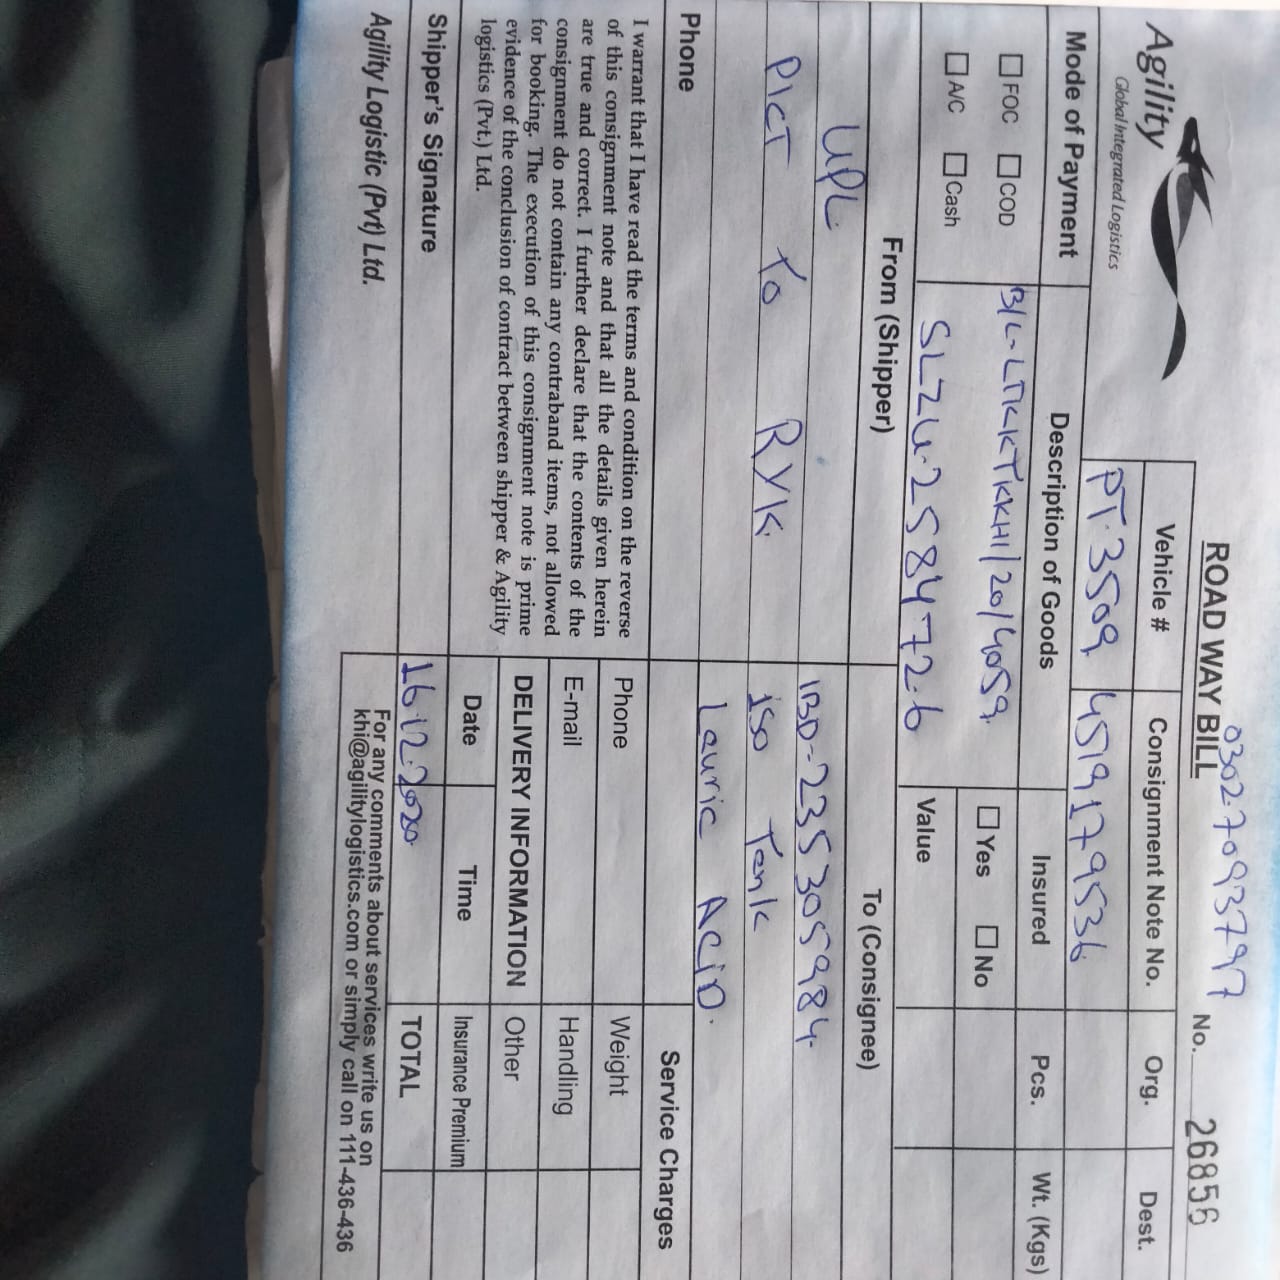 03027093797
ROAD WAY BILL
No. 26856
Agility
Global Integrated Logistics
Vehicle # Consignment Note No. Org. Dest.
PT.3509 4519179536
Mode of Payment Description of Goods Insured Pcs. Wt. (Kgs)
FOC COD B/L- /20/4059 Yes No
A/C Cash SLZU.258472.6 Value
From (Shipper) To (Consignee)
UPL IBD-235305984
PICT To RYK ISO Tank
Lauric ACiD.
Phone Service Charges
I warrant that I have read the terms and condition on the reverse
of this consignment note and that all the details given herein
are true and correct. I further declare that the contents of the
consignment do not contain any contraband items, not allowed
for booking. The execution of this consignment note is prime
evidence of the conclusion of contract between shipper & Agility
logistics (Pvt.) Ltd.
Phone Weight
E-mail Handling
DELIVERY INFORMATION Other
Date Time Insurance Premium
Shipper's Signature 16.12.2020 TOTAL
Agility Logistic (Pvt) Ltd.
For any comments about services write us on
khi@agilitylogistics.com or simply call on 111-436-436